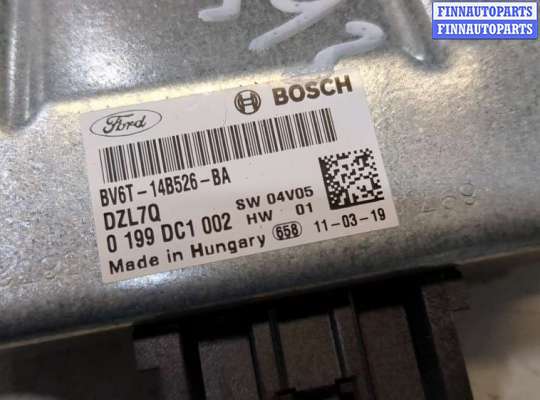 FINNAUTOPARTS
FINNAUTOPARTS
Ford
BOSCH
BV6T-14B526-BA
DZL7Q
SW 04V05
0 199 DC1 002
HW 01
Made in Hungary
658
11-03-19